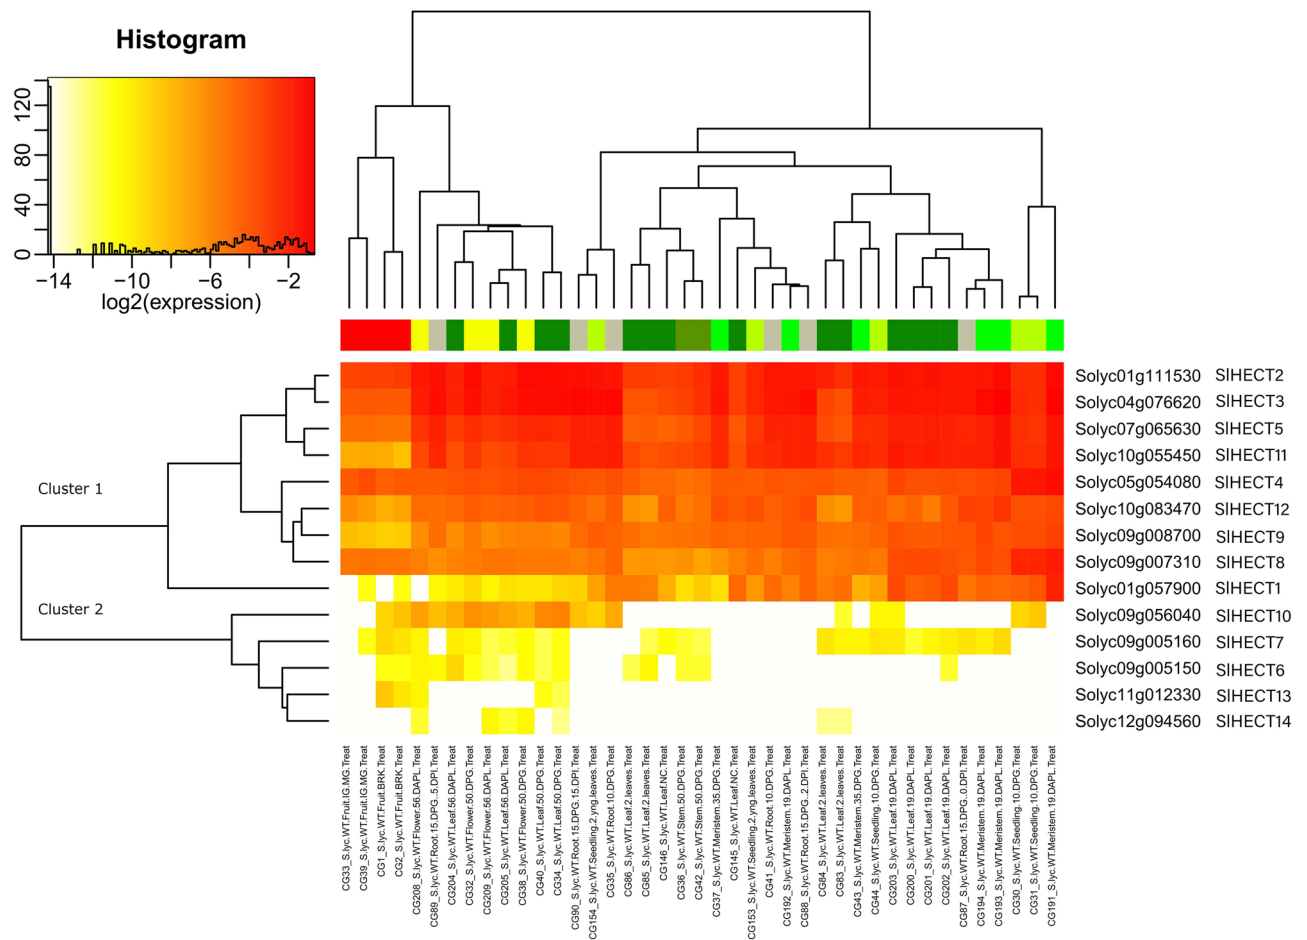 Histogram
120
80
40
0
−14
−10
−6
−2
log2(expression)
Solyc01g111530 SlHECT2
Solyc04g076620 SlHECT3
Solyc07g065630 SlHECT5
Solyc10g055450 SlHECT11
Cluster 1
Solyc05g054080 SlHECT4
Solyc10g083470 SlHECT12
Solyc09g008700 SlHECT9
Solyc09g007310 SlHECT8
Solyc01g057900 SlHECT1
Cluster 2
Solyc09g056040 SlHECT10
Solyc09g005160 SlHECT7
Solyc09g005150 SlHECT6
Solyc11g012330 SlHECT13
Solyc12g094560 SlHECT14
CG33_S.lyc.WT.Fruit.IG.MG.Treat
CG39_S.lyc.WT.Fruit.IG.MG.Treat
CG1_S.lyc.WT.Fruit.BRK.Treat
CG2_S.lyc.WT.Fruit.BRK.Treat
CG208_S.lyc.WT.Flower.56.DAPL.Treat
CG89_S.lyc.WT.Root.15.DPG..5.DPI.Treat
CG204_S.lyc.WT.Leaf.56.DAPL.Treat
CG32_S.lyc.WT.Flower.50.DPG.Treat
CG209_S.lyc.WT.Flower.56.DAPL.Treat
CG205_S.lyc.WT.Leaf.56.DAPL.Treat
CG38_S.lyc.WT.Flower.50.DPG.Treat
CG40_S.lyc.WT.Leaf.50.DPG.Treat
CG34_S.lyc.WT.Leaf.50.DPG.Treat
CG90_S.lyc.WT.Root.15.DPG.15.DPI.Treat
CG154_S.lyc.WT.Seedling.2.yng.leaves.Treat
CG35_S.lyc.WT.Root.10.DPG.Treat
CG86_S.lyc.WT.Leaf.2.leaves.Treat
CG85_S.lyc.WT.Leaf.2.leaves.Treat
CG146_S.lyc.WT.Leaf.NC.Treat
CG36_S.lyc.WT.Stem.50.DPG.Treat
CG42_S.lyc.WT.Stem.50.DPG.Treat
CG37_S.lyc.WT.Meristem.35.DPG.Treat
CG145_S.lyc.WT.Leaf.NC.Treat
CG153_S.lyc.WT.Seedling.2.yng.leaves.Treat
CG41_S.lyc.WT.Root.10.DPG.Treat
CG192_S.lyc.WT.Meristem.19.DAPL.Treat
CG88_S.lyc.WT.Root.15.DPG..2.DPI.Treat
CG84_S.lyc.WT.Leaf.2.leaves.Treat
CG83_S.lyc.WT.Leaf.2.leaves.Treat
CG43_S.lyc.WT.Meristem.35.DPG.Treat
CG44_S.lyc.WT.Seedling.10.DPG.Treat
CG203_S.lyc.WT.Leaf.19.DAPL.Treat
CG200_S.lyc.WT.Leaf.19.DAPL.Treat
CG201_S.lyc.WT.Leaf.19.DAPL.Treat
CG202_S.lyc.WT.Leaf.19.DAPL.Treat
CG87_S.lyc.WT.Root.15.DPG..0.DPI.Treat
CG194_S.lyc.WT.Meristem.19.DAPL.Treat
CG193_S.lyc.WT.Meristem.19.DAPL.Treat
CG30_S.lyc.WT.Seedling.10.DPG.Treat
CG31_S.lyc.WT.Seedling.10.DPG.Treat
CG191_S.lyc.WT.Meristem.19.DAPL.Treat